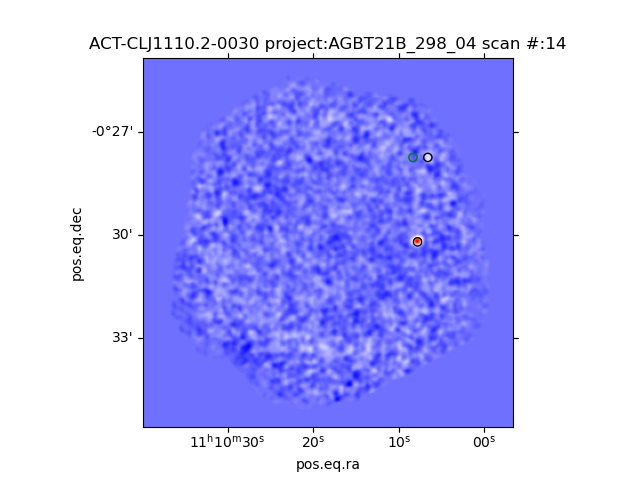 ACT-CLJ1110.2-0030 project:AGBT21B_298_04 scan #:14
pos.eq.dec
-0°27'
30'
33'
11ʰ10ᵐ30ˢ 20ˢ 10ˢ 00ˢ
pos.eq.ra